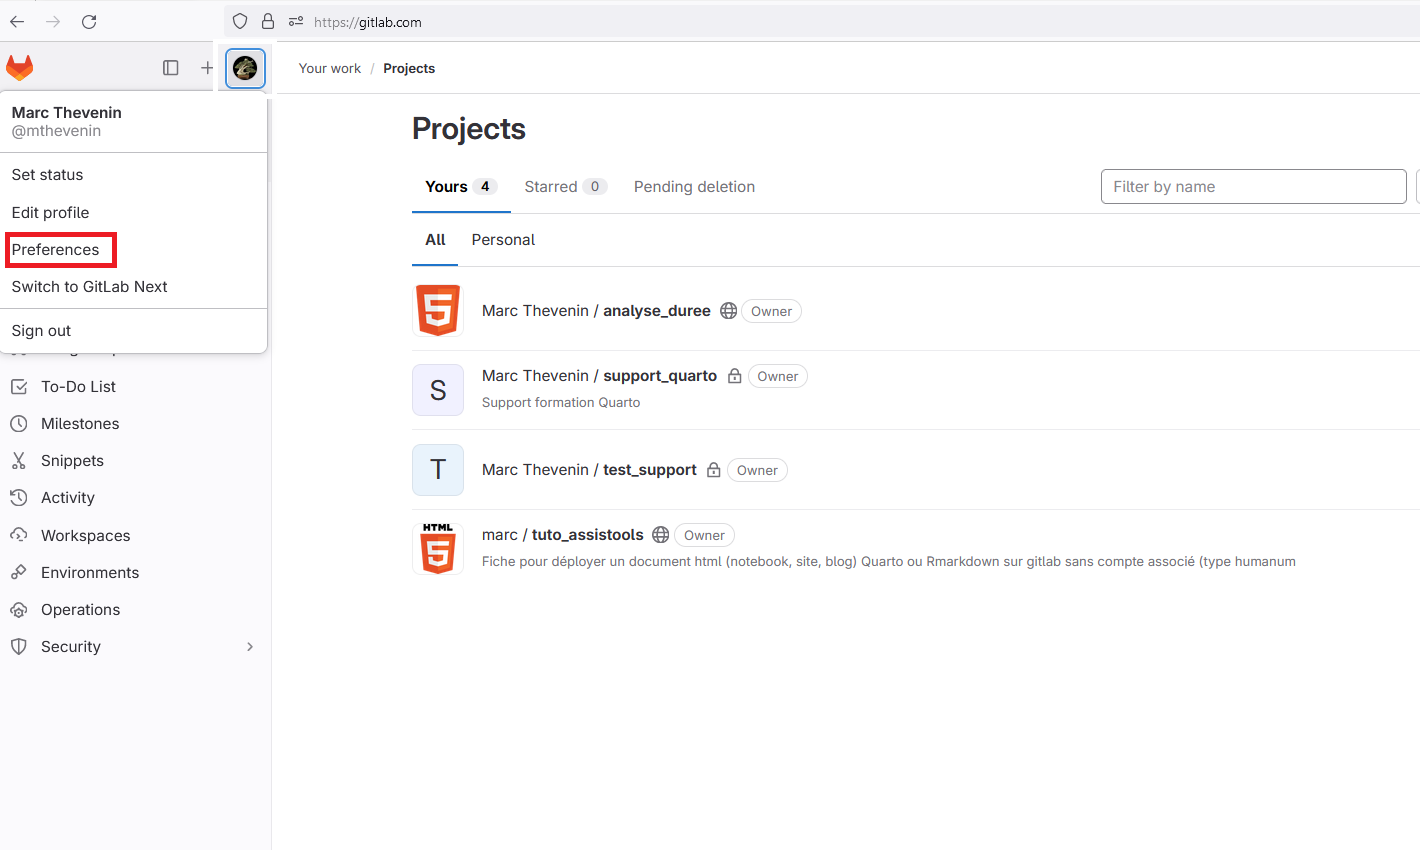 https://gitlab.com
Your work / Projects
Marc Thevenin
@mthevenin
Set status
Edit profile
Preferences
Switch to GitLab Next
Sign out
To-Do List
Milestones
Snippets
Activity
Workspaces
Environments
Operations
Security
Projects
Yours 4 Starred 0 Pending deletion
Filter by name
All Personal
5
Marc Thevenin / analyse_duree Owner
S
Marc Thevenin / support_quarto Owner
Support formation Quarto
T
Marc Thevenin / test_support Owner
HTML
5
marc / tuto_assistools Owner
Fiche pour déployer un document html (notebook, site, blog) Quarto ou Rmarkdown sur gitlab sans compte associé (type humanum